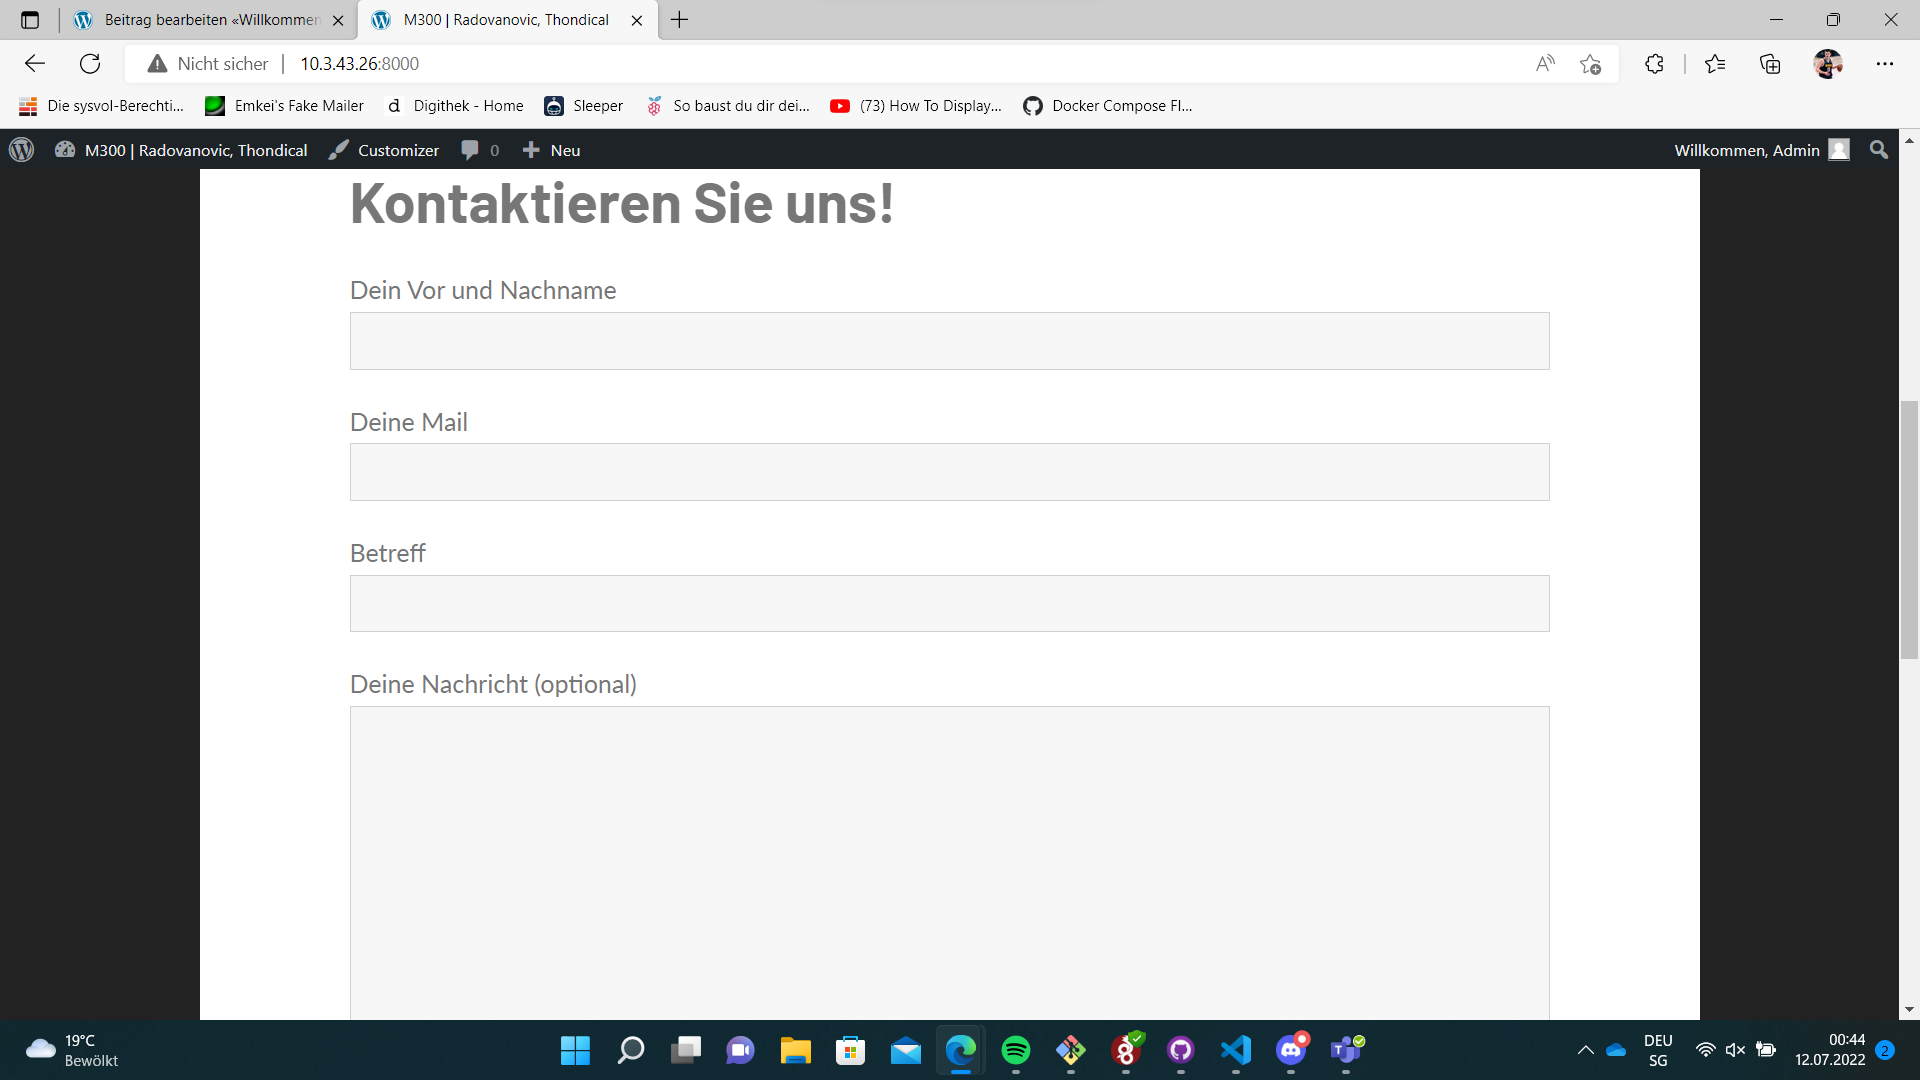 Beitrag bearbeiten «Willkommen
M300 | Radovanovic, Thondical
Nicht sicher
10.3.43.26:8000
Die sysvol-Berechti...
Emkei's Fake Mailer
Digithek - Home
Sleeper
So baust du dir dei...
(73) How To Display...
Docker Compose Fl...
M300 | Radovanovic, Thondical
Customizer
0
Neu
Willkommen, Admin
Kontaktieren Sie uns!
Dein Vor und Nachname
Deine Mail
Betreff
Deine Nachricht (optional)
19°C
Bewölkt
DEU
SG
00:44
12.07.2022
2